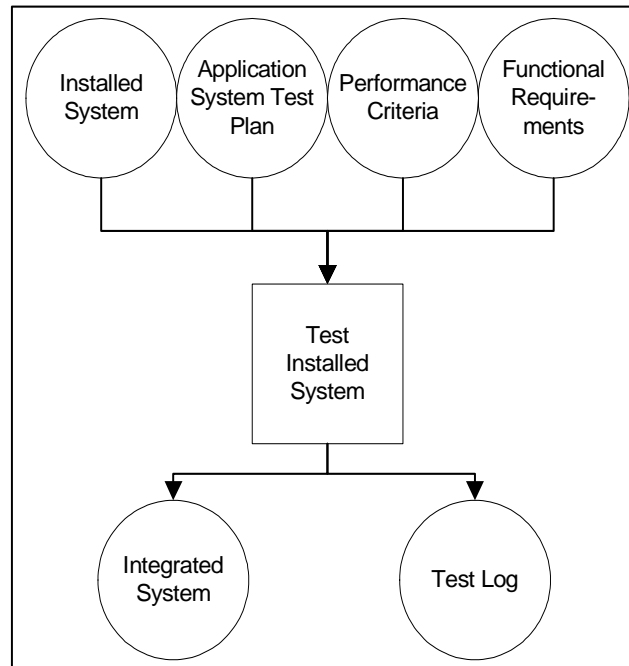 Installed
System
Application
System Test
Plan
Performance
Criteria
Functional
Require-
ments
Test
Installed
System
Integrated
System
Test Log